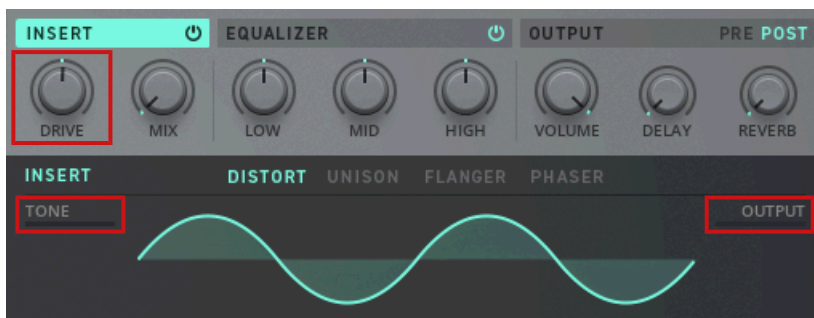 INSERT EQUALIZER OUTPUT PRE POST
DRIVE MIX LOW MID HIGH VOLUME DELAY REVERB
INSERT DISTORT UNISON FLANGER PHASER
TONE OUTPUT